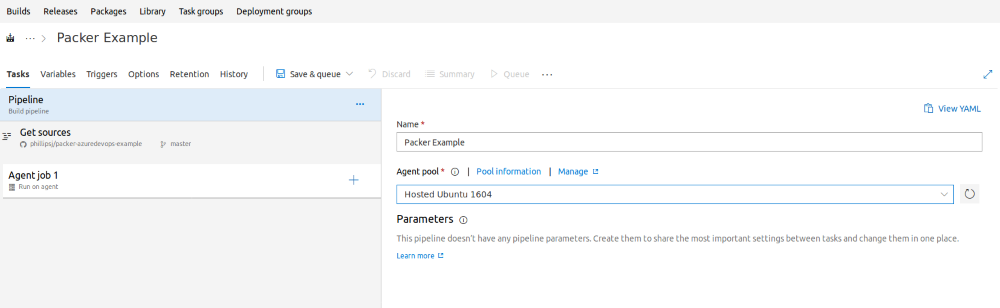 Builds Releases Packages Library Task groups Deployment groups
··· > Packer Example
Tasks Variables Triggers Options Retention History Save & queue Discard Summary Queue ···
Pipeline ···
Build pipeline
Get sources
phillipsj/packer-azuredevops-example master
Agent job 1
Run on agent
View YAML
Name *
Packer Example
Agent pool * | Pool information | Manage
Hosted Ubuntu 1604
Parameters
This pipeline doesn't have any pipeline parameters. Create them to share the most important settings between tasks and change them in one place.
Learn more